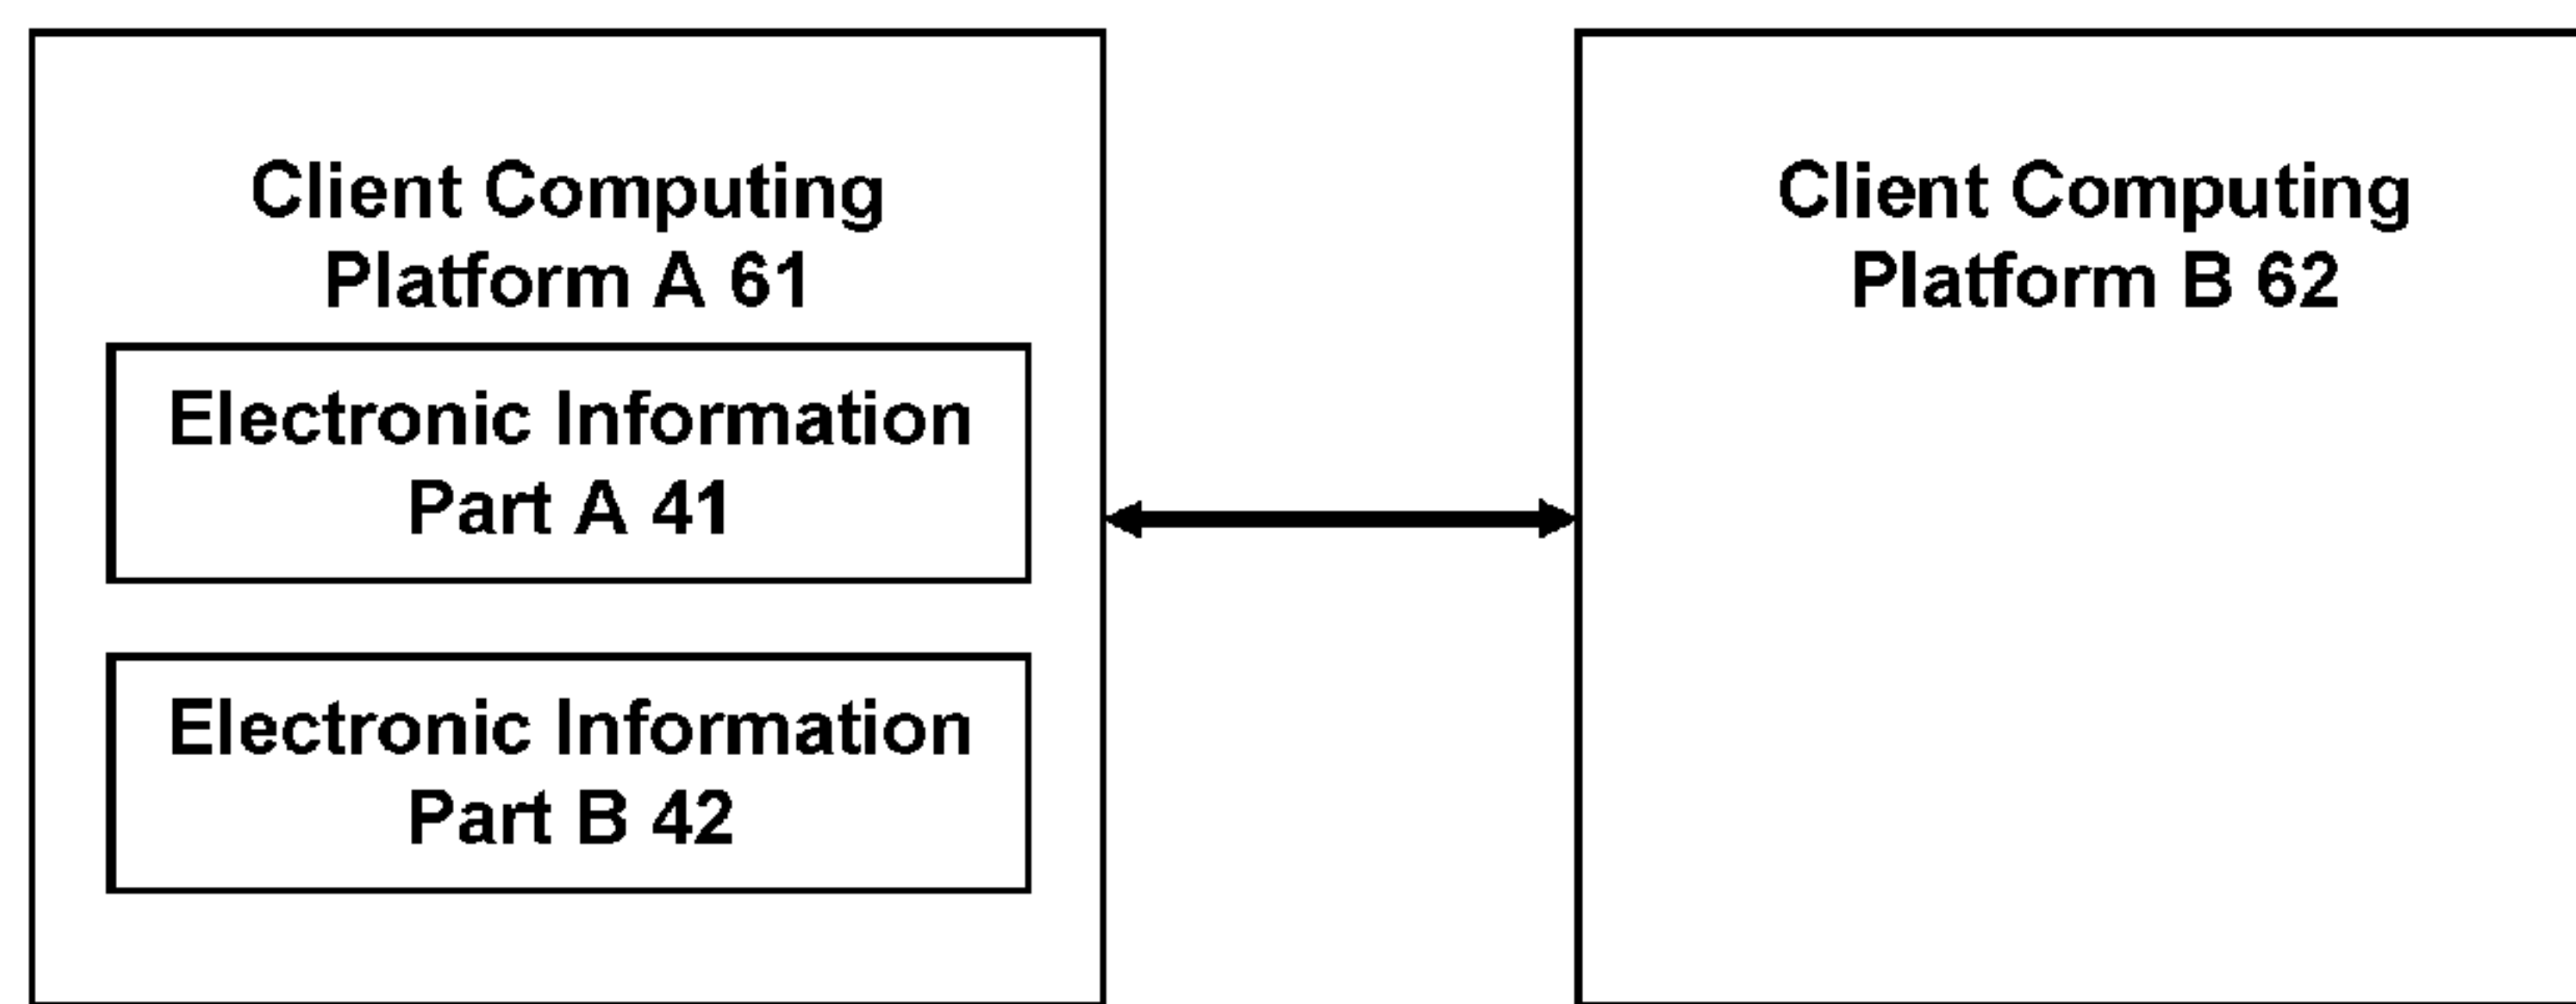 Client Computing
Platform A 61
Electronic Information
Part A 41
Electronic Information
Part B 42
Client Computing
Platform B 62